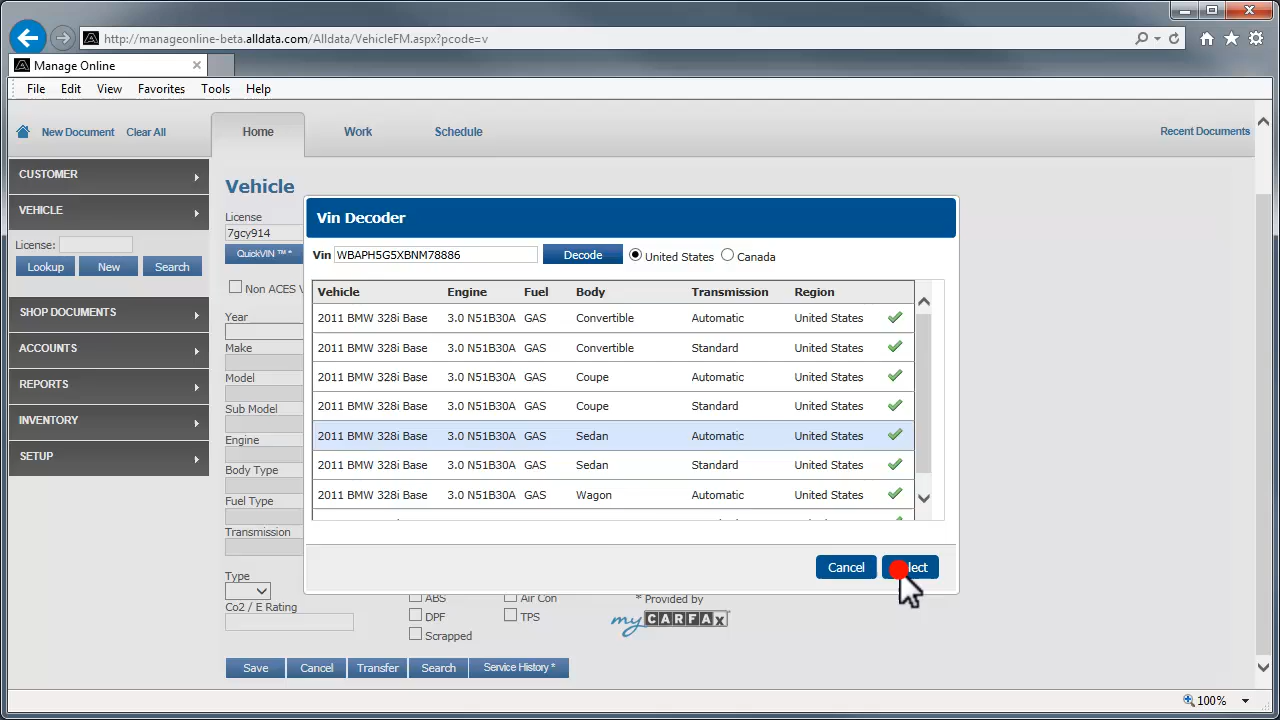 http://manageonline-beta.alldata.com/Alldata/VehicleFM.aspx?pcode=v
Manage Online
File Edit View Favorites Tools Help
New Document Clear All Home Work Schedule Recent Documents
CUSTOMER
VEHICLE
License:
Lookup New Search
SHOP DOCUMENTS
ACCOUNTS
REPORTS
INVENTORY
SETUP
Vehicle
License
7gcy914
QuickVIN ™ *
Non ACES V
Year
Make
Model
Sub Model
Engine
Body Type
Fuel Type
Transmission
Type
Co2 / E Rating
Vin Decoder
Vin WBAPH5G5XBNM78886 Decode United States Canada
Vehicle Engine Fuel Body Transmission Region
2011 BMW 328i Base 3.0 N51B30A GAS Convertible Automatic United States
2011 BMW 328i Base 3.0 N51B30A GAS Convertible Standard United States
2011 BMW 328i Base 3.0 N51B30A GAS Coupe Automatic United States
2011 BMW 328i Base 3.0 N51B30A GAS Coupe Standard United States
2011 BMW 328i Base 3.0 N51B30A GAS Sedan Automatic United States
2011 BMW 328i Base 3.0 N51B30A GAS Sedan Standard United States
2011 BMW 328i Base 3.0 N51B30A GAS Wagon Automatic United States
Cancel
ABS Air Con * Provided by
DPF TPS myCARFAX
Scrapped
Save Cancel Transfer Search Service History *
100%